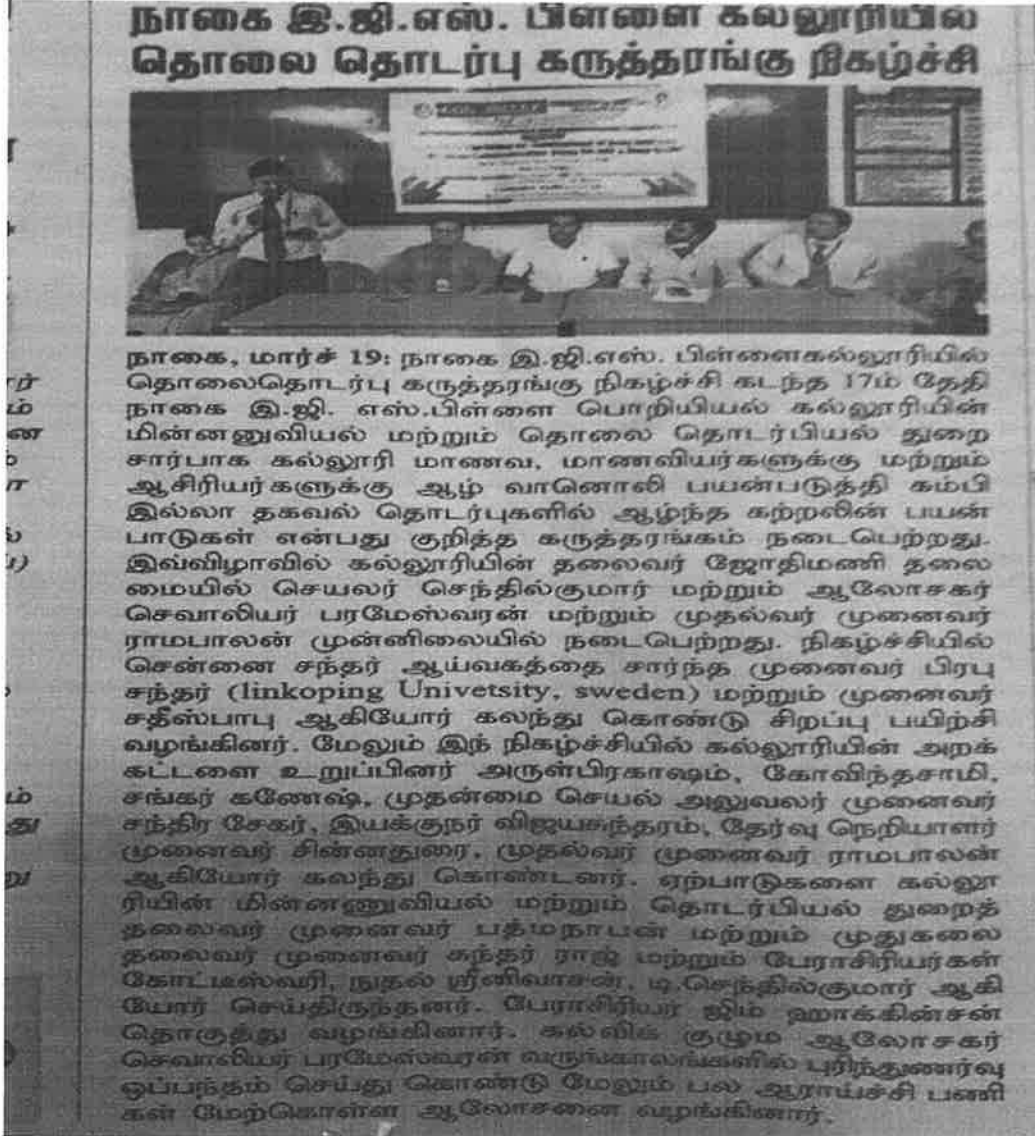 நாகை இ.ஜி.எஸ். பிள்ளை கல்லூரியில்
தொலை தொடர்பு கருத்தரங்கு நிகழ்ச்சி
நாகை, மார்ச் 19: நாகை இ.ஜி.எஸ். பிள்ளைகல்லூரியில்
தொலைதொடர்பு கருத்தரங்கு நிகழ்ச்சி கடந்த 17ம் தேதி
நாகை இ.ஜி. எஸ்.பிள்ளை பொறியியல் கல்லூரியின்
மின்னனுவியல் மற்றும் தொலை தொடர்பியல் துறை
சார்பாக கல்லூரி மாணவ, மாணவியர்களுக்கு மற்றும்
ஆசிரியர்களுக்கு ஆழ் வானொலி பயன்படுத்தி கம்பி
இல்லா தகவல் தொடர்புகளில் ஆழ்ந்த கற்றலின் பயன்
பாடுகள் என்பது குறித்த கருத்தரங்கம் நடைபெற்றது.
இவ்விழாவில் கல்லூரியின் தலைவர் ஜோதிமணி தலை
மையில் செயலர் செந்தில்குமார் மற்றும் ஆலோசகர்
செவாலியர் பரமேஸ்வரன் மற்றும் முதல்வர் முனைவர்
ராமபாலன் முன்னிலையில் நடைபெற்றது. நிகழ்ச்சியில்
சென்னை சந்தர் ஆய்வகத்தை சார்ந்த முனைவர் பிரபு
சந்தர் (linkoping Univetsity, sweden) மற்றும் முனைவர்
சதீஸ்பாபு ஆகியோர் கலந்து கொண்டு சிறப்பு பயிற்சி
வழங்கினர். மேலும் இந் நிகழ்ச்சியில் கல்லூரியின் அறக்
கட்டளை உறுப்பினர் அருள்பிரகாஷம், கோவிந்தசாமி,
சங்கர் கணேஷ், முதன்மை செயல் அலுவலர் முனைவர்
சந்திர சேகர், இயக்குநர் விஜயசுந்தரம், தேர்வு நெறியாளர்
முனைவர் சின்னதுரை, முதல்வர் முனைவர் ராமபாலன்
ஆகியோர் கலந்து கொண்டனர். ஏற்பாடுகளை கல்லூ
ரியின் மின்னணுவியல் மற்றும் தொடர்பியல் துறைத்
தலைவர் முனைவர் பத்மநாபன் மற்றும் முதுகலை
தலைவர் முனைவர் சுந்தர் ராஜ் மற்றும் பேராசிரியர்கள்
கோட்டீஸ்வரி, நுதல் ஸ்ரீனிவாசன், டி.செந்தில்குமார் ஆகி
யோர் செய்திருந்தனர். பேராசிரியர் ஜிம் ஹாக்கின்சன்
தொகுத்து வழங்கினார். கல்விக் குழும ஆலோசகர்
செவாலியர் பரமேஸ்வரன் வருங்காலங்களில் புரிந்துணர்வு
ஒப்பந்தம் செய்து கொண்டு மேலும் பல ஆராய்ச்சி பணி
கள் மேற்கொள்ள ஆலோசனை வழங்கினார்.